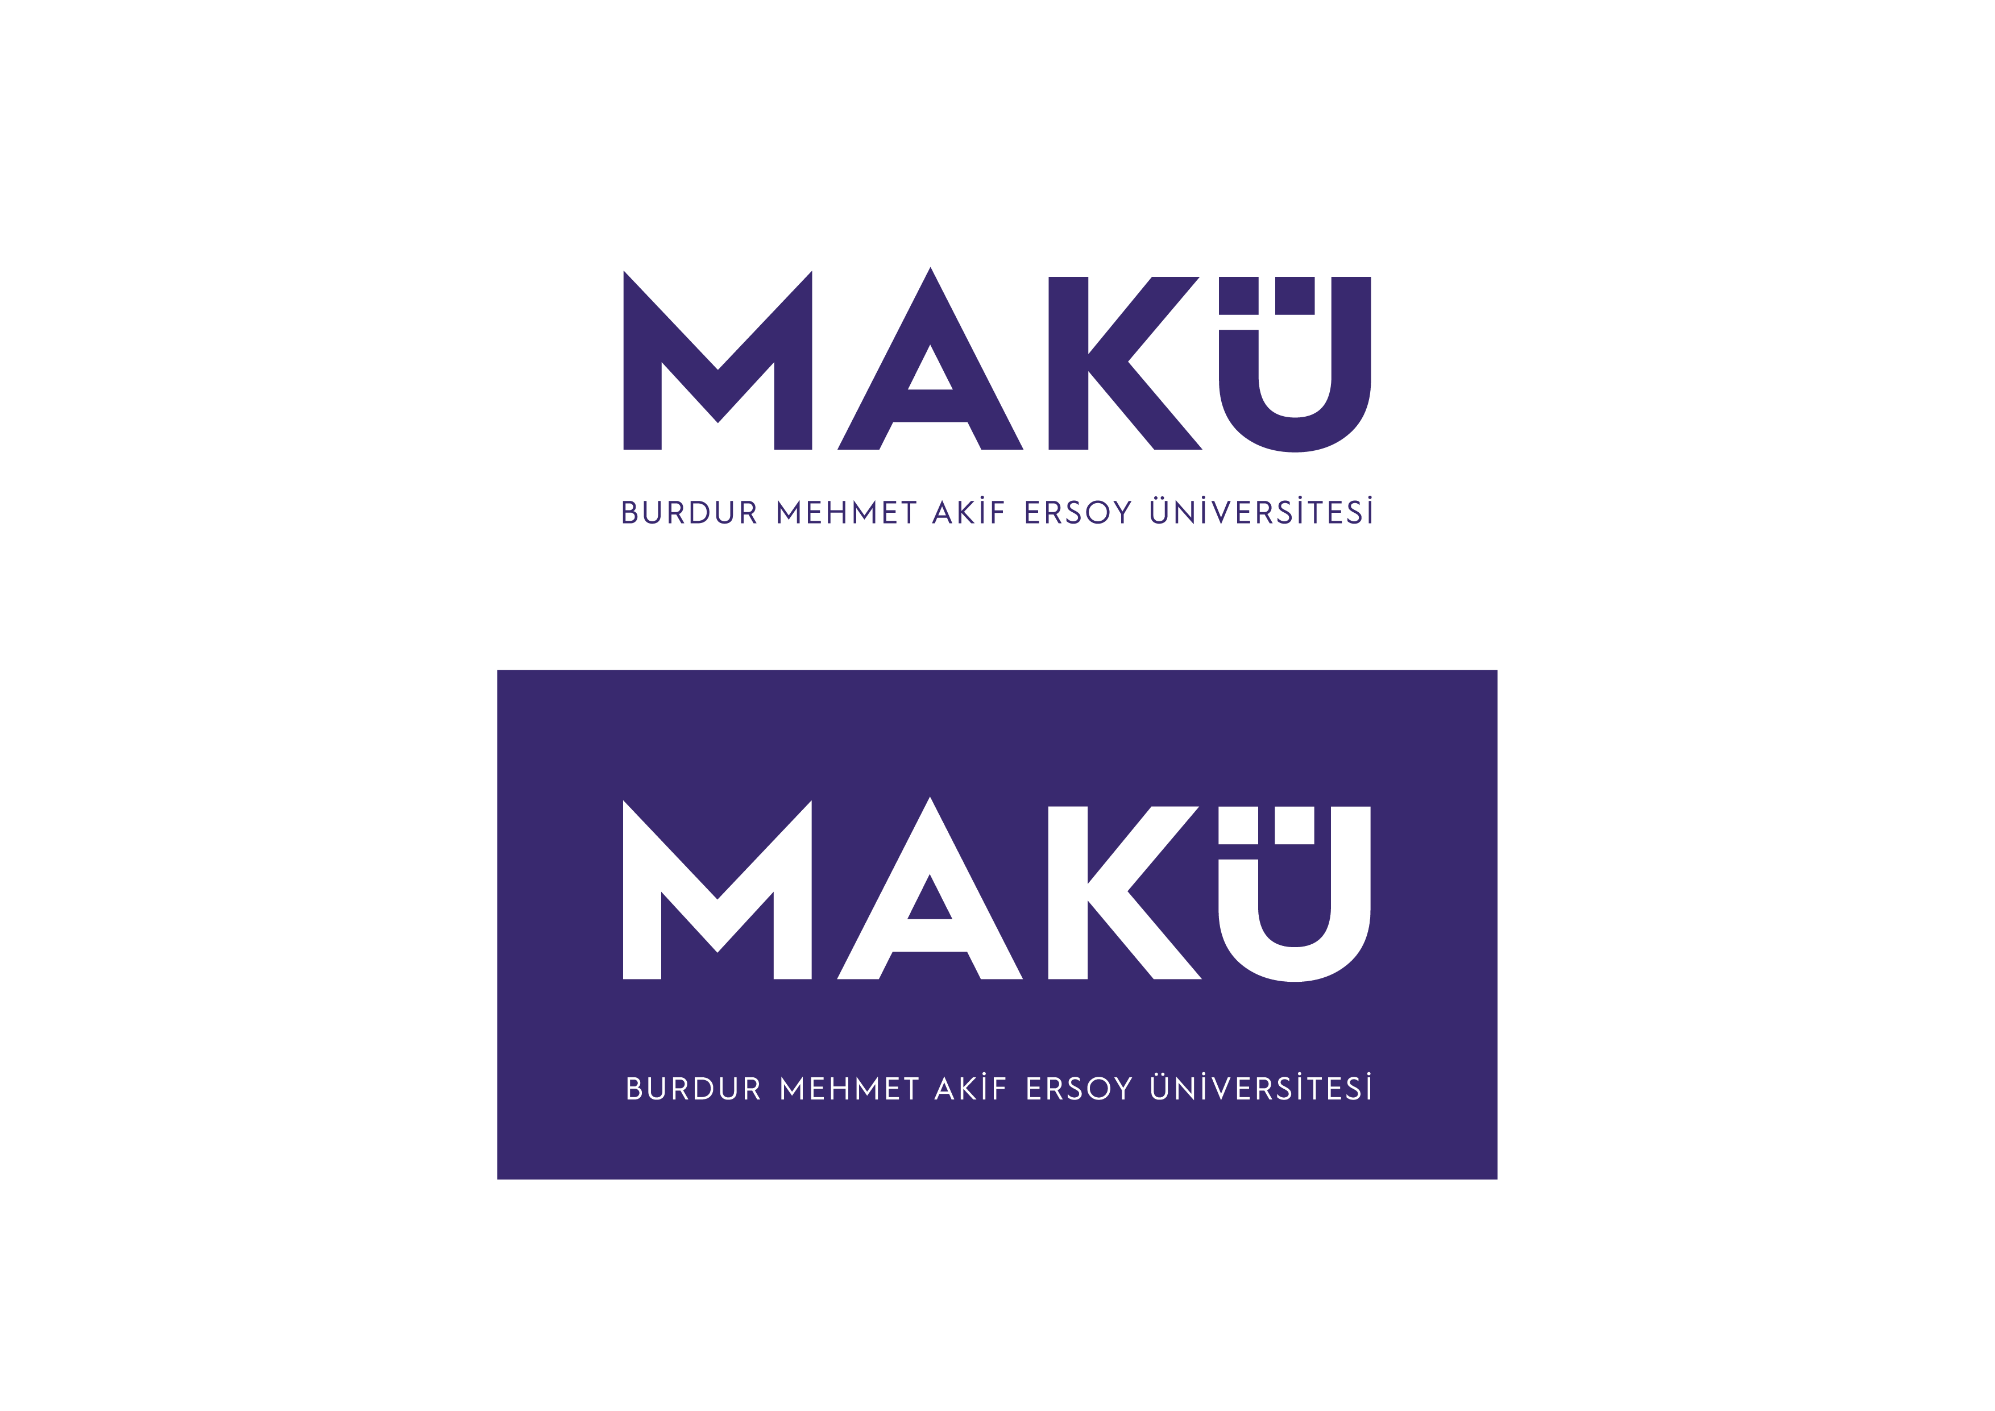 MAKÜ
BURDUR MEHMET AKİF ERSOY ÜNİVERSİTESİ
MAKÜ
BURDUR MEHMET AKİF ERSOY ÜNİVERSİTESİ